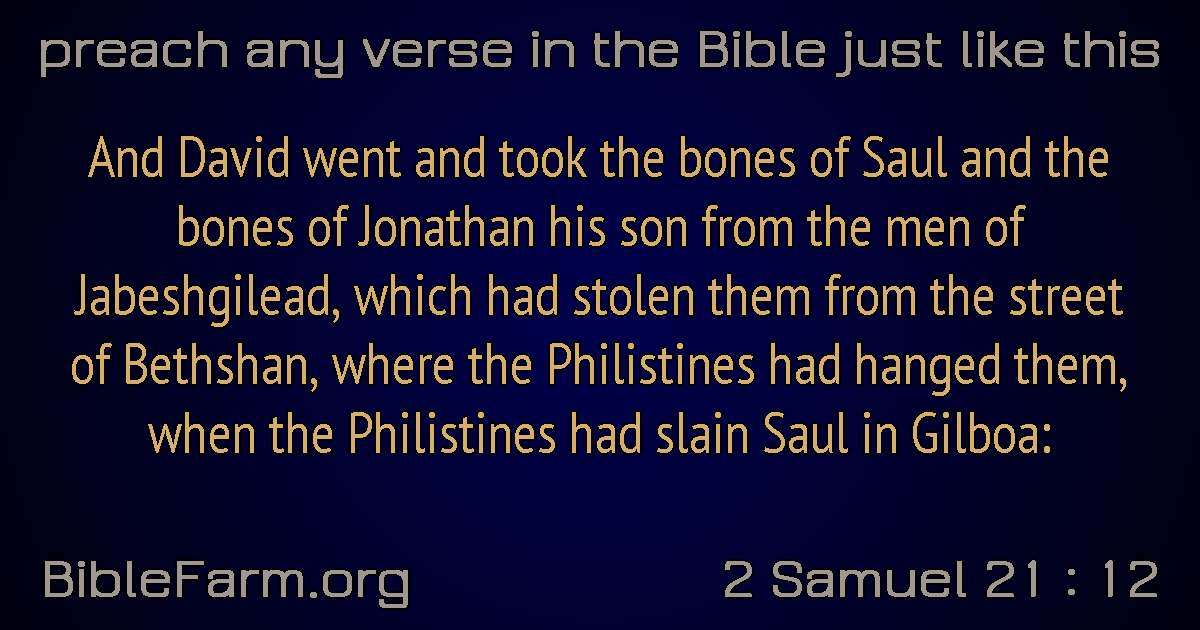 preach any verse in the Bible just like this
And David went and took the bones of Saul and the
bones of Jonathan his son from the men of
Jabeshgilead, which had stolen them from the street
of Bethshan, where the Philistines had hanged them,
when the Philistines had slain Saul in Gilboa:
BibleFarm.org
2 Samuel 21 : 12